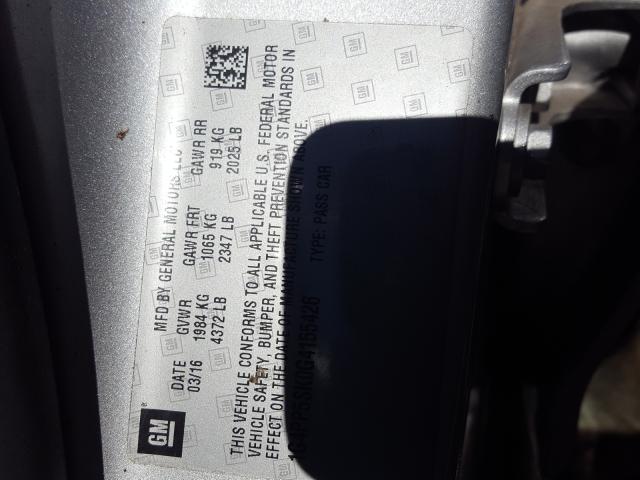 GM
MFD BY GENERAL MOTORS LLC
DATE GVWR GAWR FRT GAWR RR
03/16 1984 KG 1065 KG 919 KG
4372 LB 2347 LB 2025 LB
THIS VEHICLE CONFORMS TO ALL APPLICABLE U.S. FEDERAL MOTOR
VEHICLE SAFETY, BUMPER, AND THEFT PREVENTION STANDARDS IN
EFFECT ON THE DATE OF MANUFACTURE SHOWN ABOVE.
1G4PP5SK0G4155426 TYPE: PASS CAR